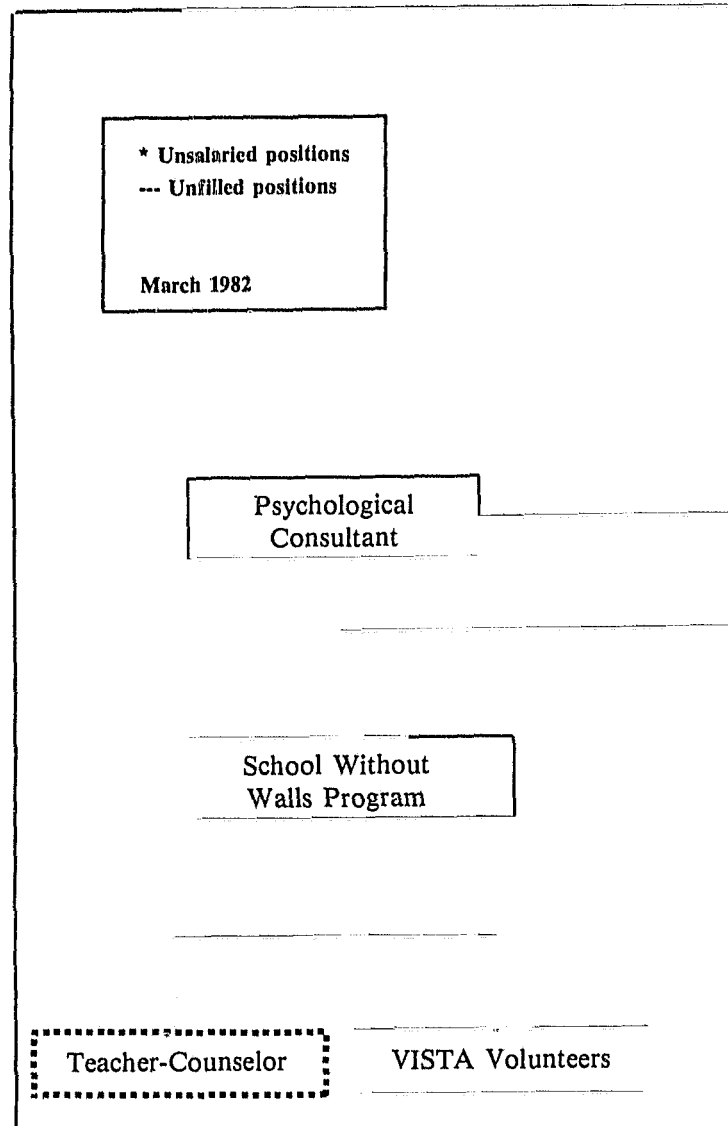 * Unsalaried positions
--- Unfilled positions
March 1982
Psychological
Consultant
School Without
Walls Program
Teacher-Counselor
VISTA Volunteers